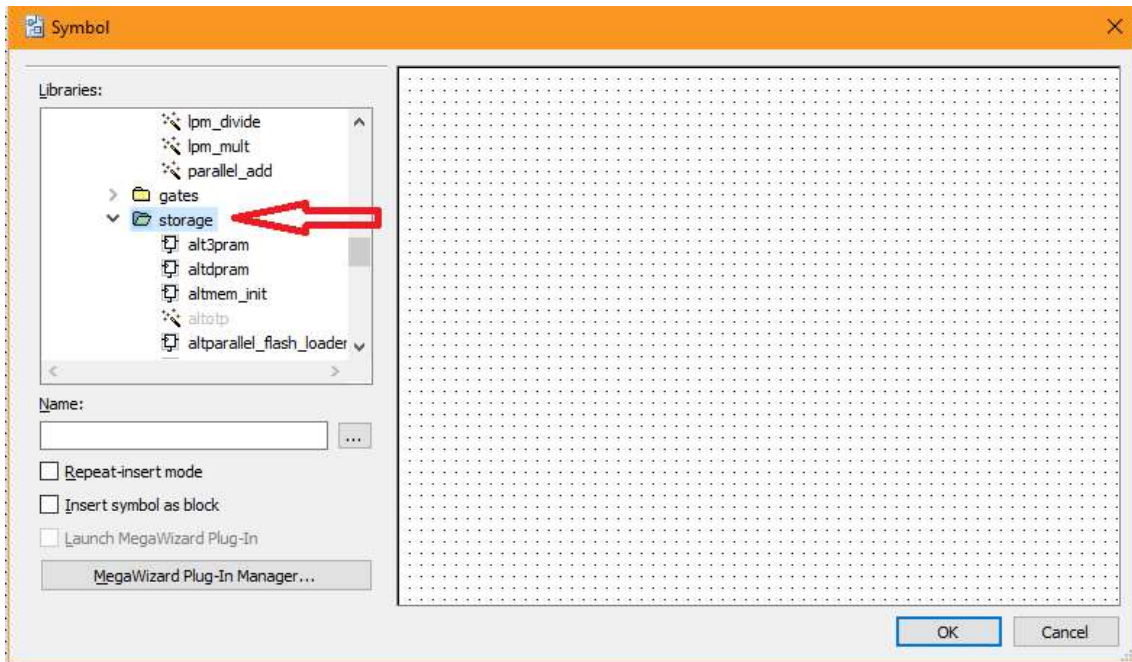 Symbol
Libraries:
lpm_divide
lpm_mult
parallel_add
gates
storage
alt3pram
altdpram
altmem_init
altotp
altparallel_flash_loader
Name:
...
Repeat-insert mode
Insert symbol as block
Launch MegaWizard Plug-In
MegaWizard Plug-In Manager...
OK Cancel